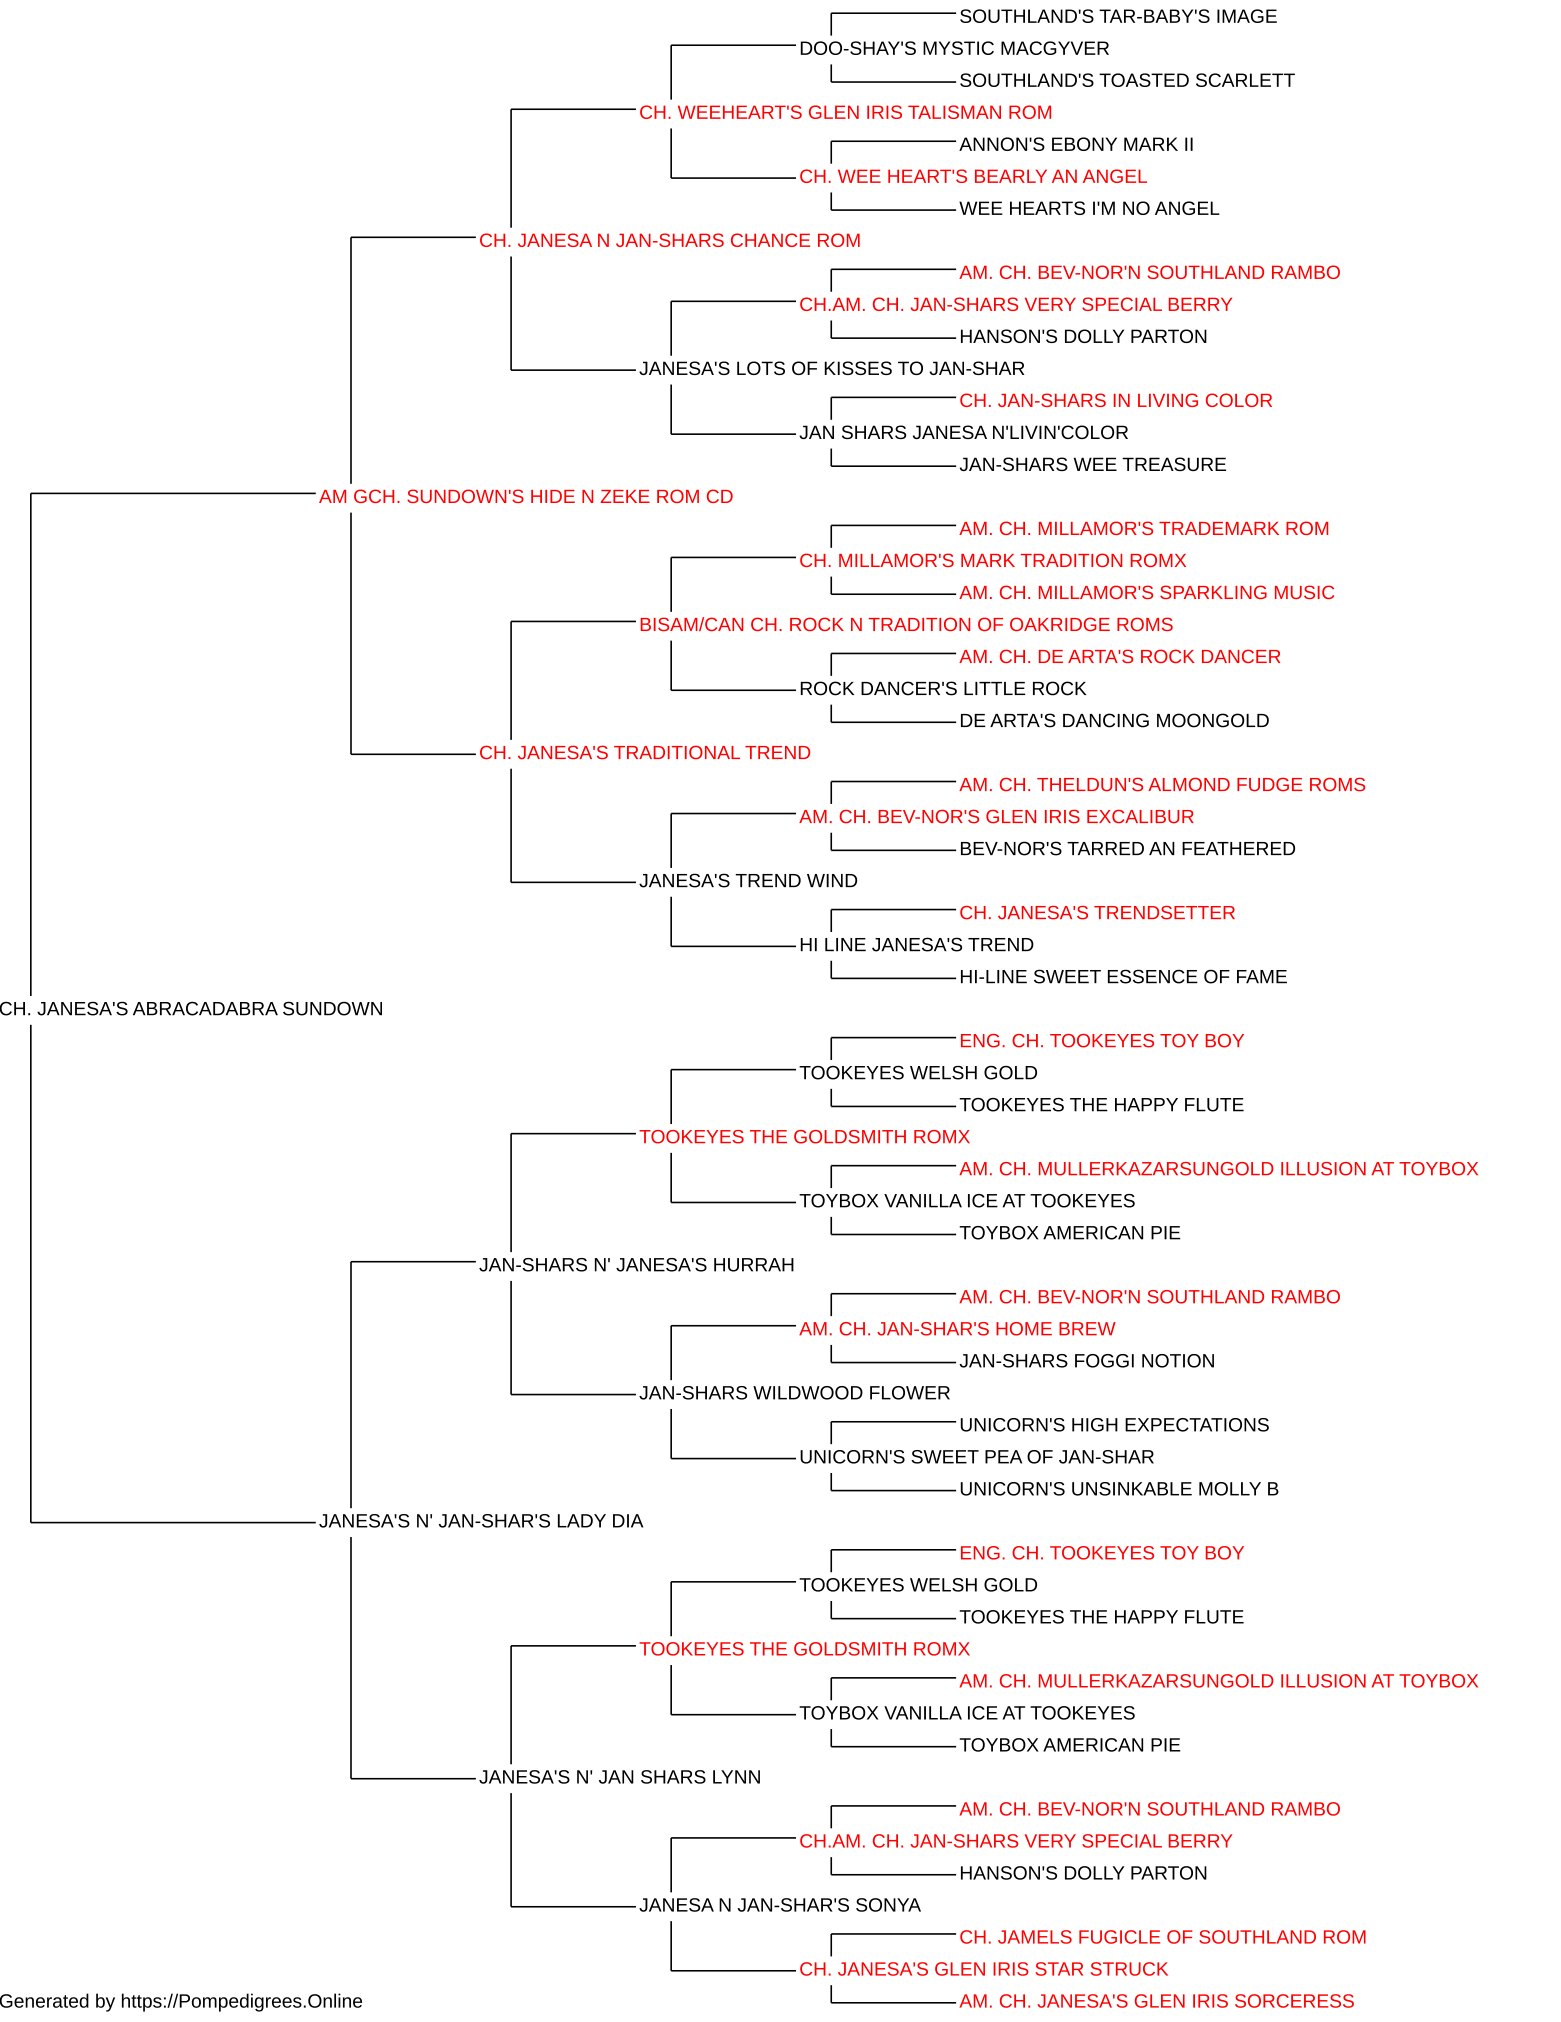 SOUTHLAND'S TAR-BABY'S IMAGE
DOO-SHAY'S MYSTIC MACGYVER
SOUTHLAND'S TOASTED SCARLETT
CH. WEEHEART'S GLEN IRIS TALISMAN ROM
ANNON'S EBONY MARK II
CH. WEE HEART'S BEARLY AN ANGEL
WEE HEARTS I'M NO ANGEL
CH. JANESA N JAN-SHARS CHANCE ROM
AM. CH. BEV-NOR'N SOUTHLAND RAMBO
CH.AM. CH. JAN-SHARS VERY SPECIAL BERRY
HANSON'S DOLLY PARTON
JANESA'S LOTS OF KISSES TO JAN-SHAR
CH. JAN-SHARS IN LIVING COLOR
JAN SHARS JANESA N'LIVIN'COLOR
JAN-SHARS WEE TREASURE
AM GCH. SUNDOWN'S HIDE N ZEKE ROM CD
AM. CH. MILLAMOR'S TRADEMARK ROM
CH. MILLAMOR'S MARK TRADITION ROMX
AM. CH. MILLAMOR'S SPARKLING MUSIC
BISAM/CAN CH. ROCK N TRADITION OF OAKRIDGE ROMS
AM. CH. DE ARTA'S ROCK DANCER
ROCK DANCER'S LITTLE ROCK
DE ARTA'S DANCING MOONGOLD
CH. JANESA'S TRADITIONAL TREND
AM. CH. THELDUN'S ALMOND FUDGE ROMS
AM. CH. BEV-NOR'S GLEN IRIS EXCALIBUR
BEV-NOR'S TARRED AN FEATHERED
JANESA'S TREND WIND
CH. JANESA'S TRENDSETTER
HI LINE JANESA'S TREND
HI-LINE SWEET ESSENCE OF FAME
CH. JANESA'S ABRACADABRA SUNDOWN
ENG. CH. TOOKEYES TOY BOY
TOOKEYES WELSH GOLD
TOOKEYES THE HAPPY FLUTE
TOOKEYES THE GOLDSMITH ROMX
AM. CH. MULLERKAZARSUNGOLD ILLUSION AT TOYBOX
TOYBOX VANILLA ICE AT TOOKEYES
TOYBOX AMERICAN PIE
JAN-SHARS N' JANESA'S HURRAH
AM. CH. BEV-NOR'N SOUTHLAND RAMBO
AM. CH. JAN-SHAR'S HOME BREW
JAN-SHARS FOGGI NOTION
JAN-SHARS WILDWOOD FLOWER
UNICORN'S HIGH EXPECTATIONS
UNICORN'S SWEET PEA OF JAN-SHAR
UNICORN'S UNSINKABLE MOLLY B
JANESA'S N' JAN-SHAR'S LADY DIA
ENG. CH. TOOKEYES TOY BOY
TOOKEYES WELSH GOLD
TOOKEYES THE HAPPY FLUTE
TOOKEYES THE GOLDSMITH ROMX
AM. CH. MULLERKAZARSUNGOLD ILLUSION AT TOYBOX
TOYBOX VANILLA ICE AT TOOKEYES
TOYBOX AMERICAN PIE
JANESA'S N' JAN SHARS LYNN
AM. CH. BEV-NOR'N SOUTHLAND RAMBO
CH.AM. CH. JAN-SHARS VERY SPECIAL BERRY
HANSON'S DOLLY PARTON
JANESA N JAN-SHAR'S SONYA
CH. JAMELS FUGICLE OF SOUTHLAND ROM
CH. JANESA'S GLEN IRIS STAR STRUCK
AM. CH. JANESA'S GLEN IRIS SORCERESS
Generated by https://Pompedigrees.Online